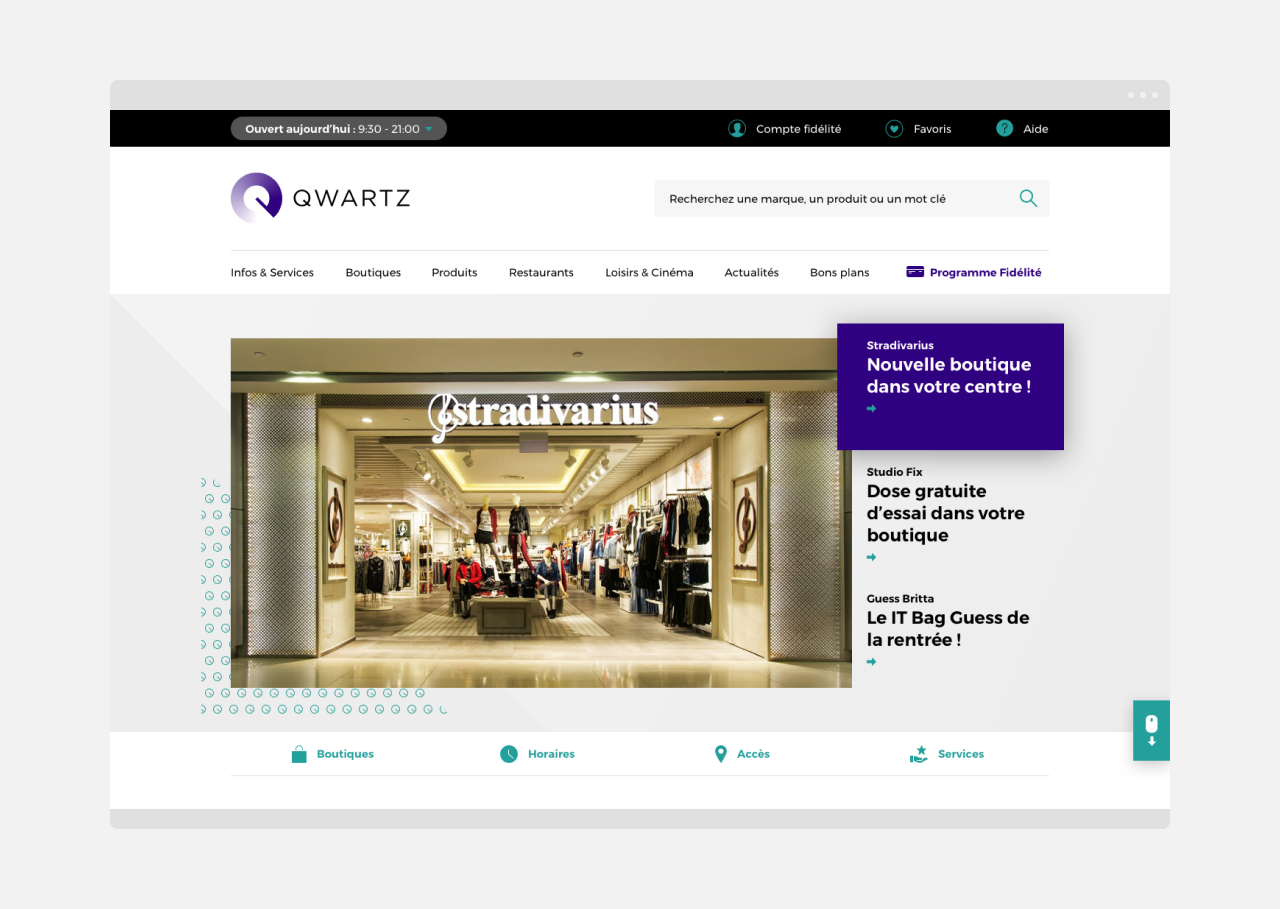 Ouvert aujourd'hui : 9:30 - 21:00
Compte fidélité
Favoris
? Aide
QWARTZ
Recherchez une marque, un produit ou un mot clé
Infos & Services
Boutiques
Produits
Restaurants
Loisirs & Cinéma
Actualités
Bons plans
Programme Fidélité
stradivarius
Stradivarius
Nouvelle boutique
dans votre centre !
Studio Fix
Dose gratuite
d'essai dans votre
boutique
Guess Britta
Le IT Bag Guess de
la rentrée !
Boutiques
Horaires
Accès
Services